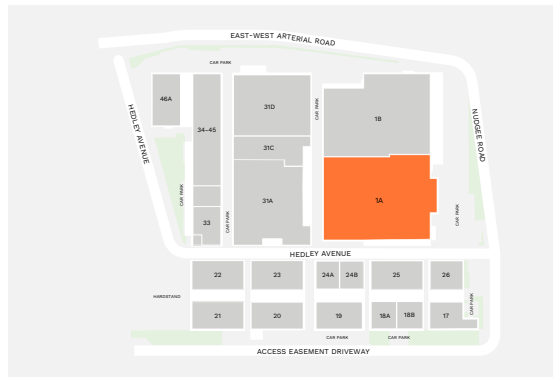 EAST-WEST ARTERIAL ROAD
CAR PARK
46A
34-45
31D
CAR PARK
1B
HEDLEY AVENUE
NUDGEE ROAD
31C
CAR PARK
31A
1A
33
CAR PARK
CAR PARK
HEDLEY AVENUE
22
23
24A
24B
25
26
HARDSTAND
CAR PARK
21
20
19
18A
18B
17
CAR PARK
CAR PARK
ACCESS EASEMENT DRIVEWAY